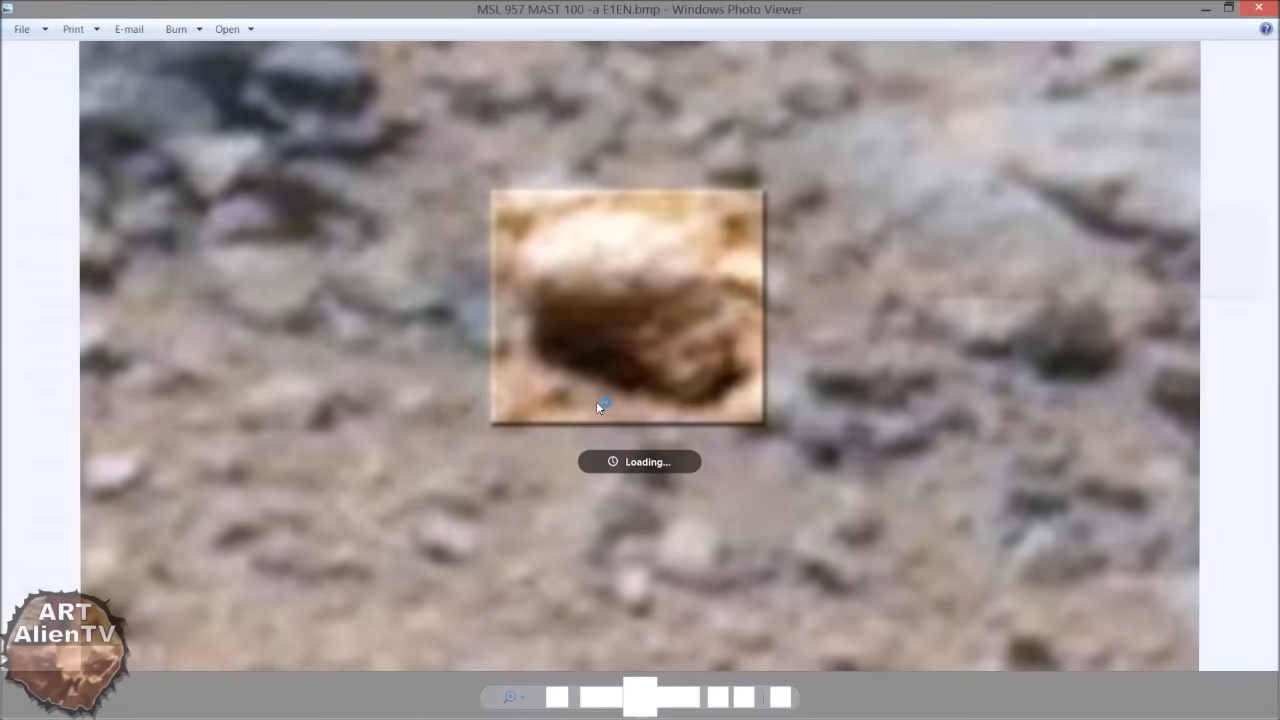 MSL 957 MAST 100 -a E1EN.bmp - Windows Photo Viewer
File Print E-mail Burn Open
Loading...
ART
AlienTV